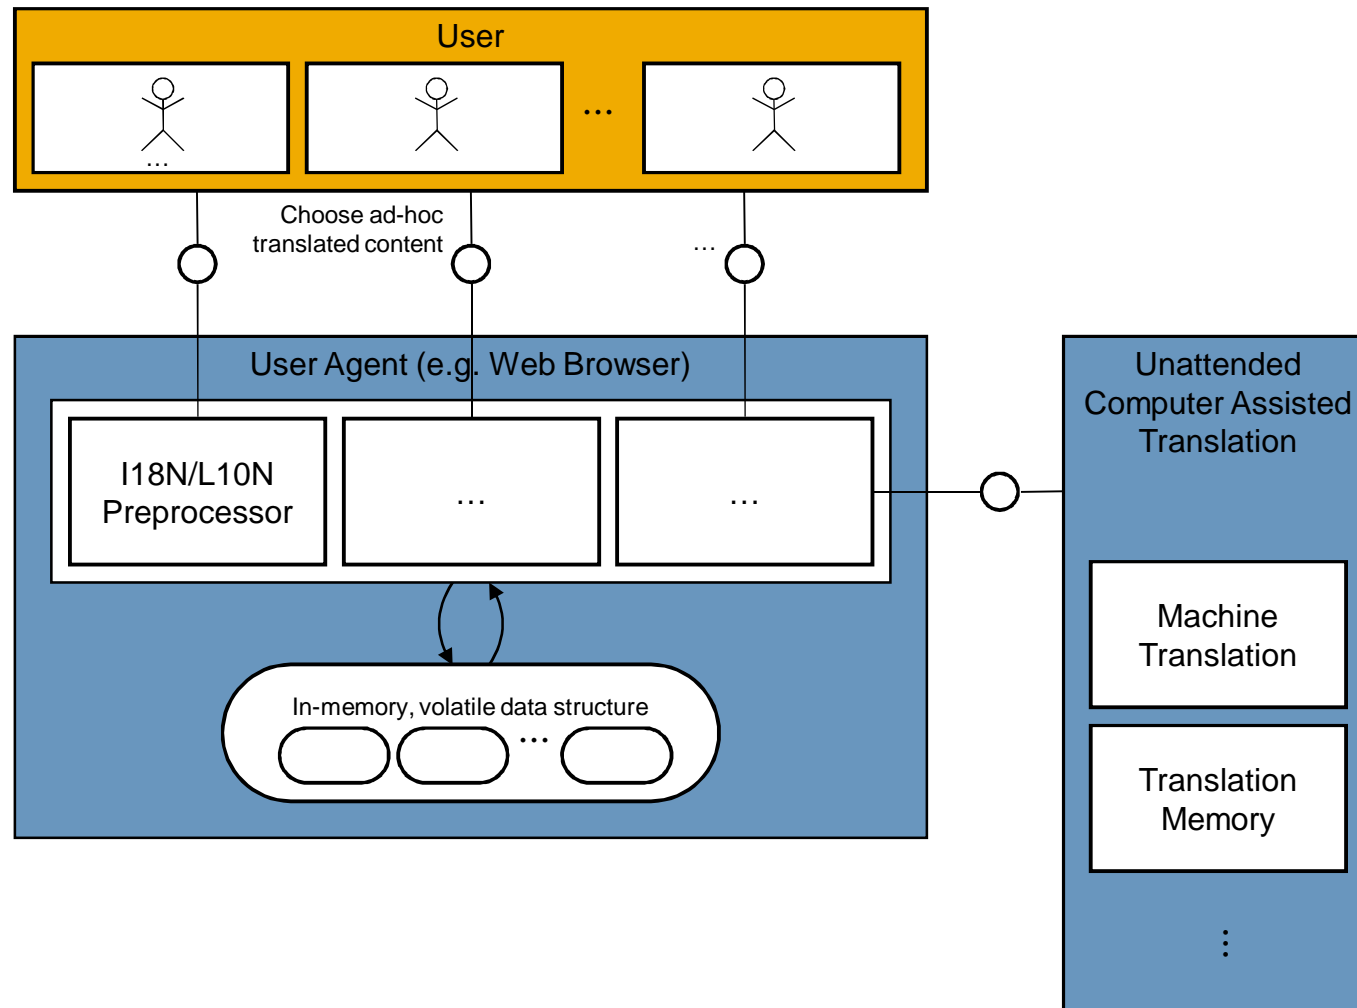 User
...
...
Choose ad-hoc
translated content
...
User Agent (e.g. Web Browser)
I18N/L10N
Preprocessor
...
...
In-memory, volatile data structure
...
Unattended
Computer Assisted
Translation
Machine
Translation
Translation
Memory
...